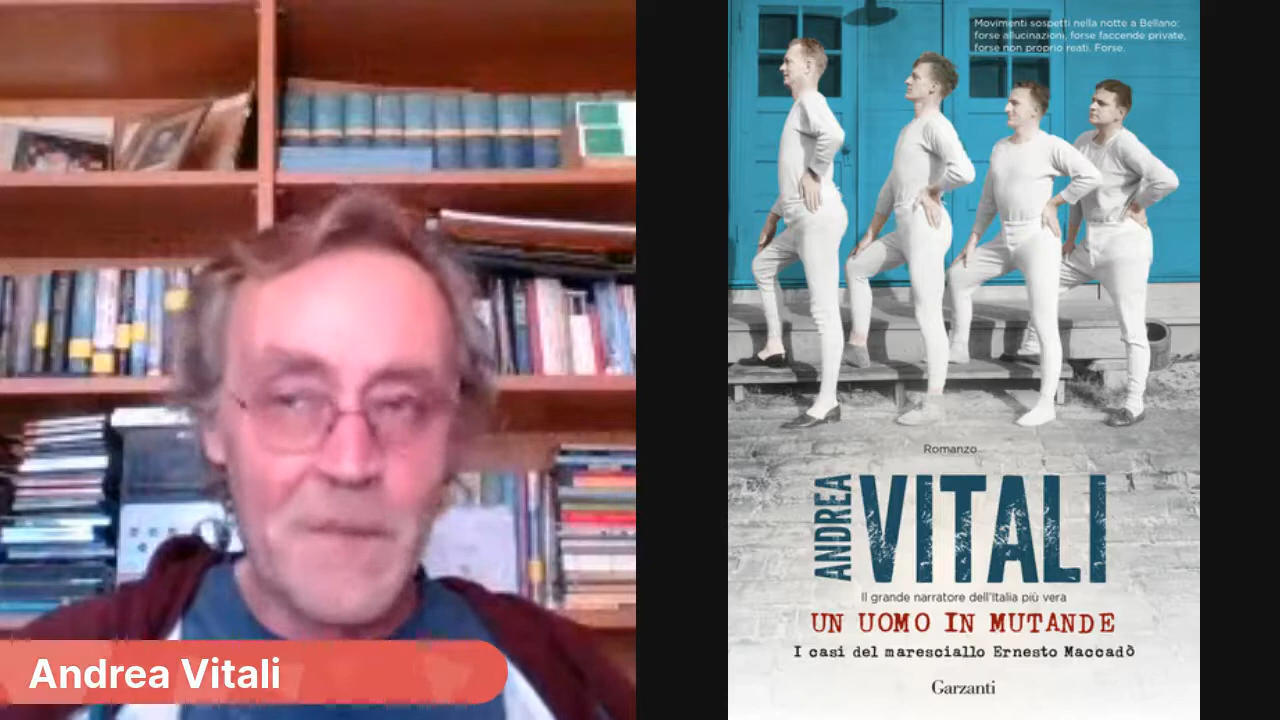 Andrea Vitali
Movimenti sospetti nella notte a Bellano:
forse allucinazioni, forse faccende private,
forse non proprio reati. Forse.
Romanzo
ANDREA
VITALI
Il grande narratore dell'Italia più vera
UN UOMO IN MUTANDE
I casi del maresciallo Ernesto Maccadò
Garzanti